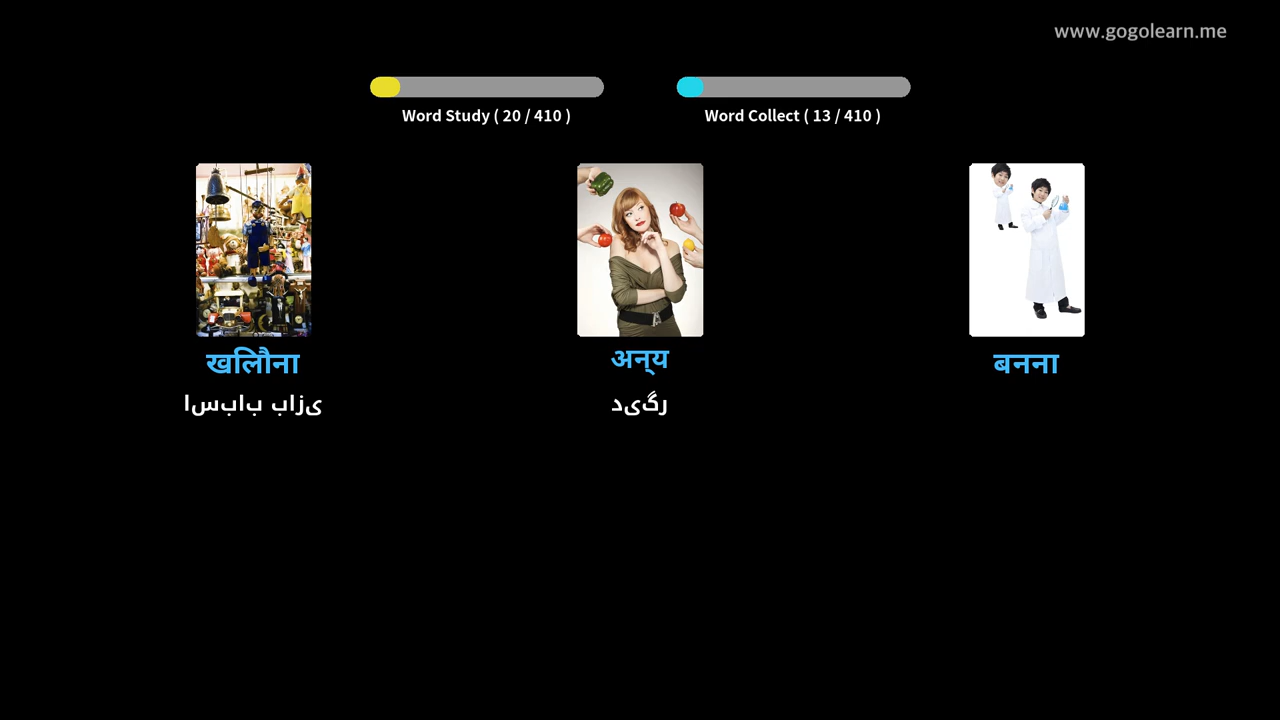 www.gogolearn.me
Word Study ( 20 / 410 )
Word Collect ( 13 / 410 )
खलिौना
अन्‌य
बनना
اسباب بازی
دیگر